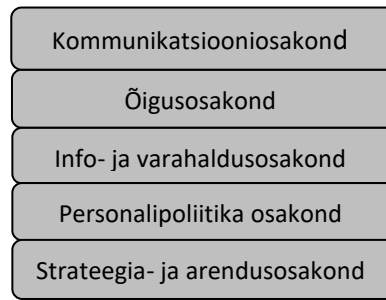 Kommunikatsiooniosakond
Õigusosakond
Info- ja varahaldusosakond
Personalipoliitika osakond
Strateegia- ja arendusosakond